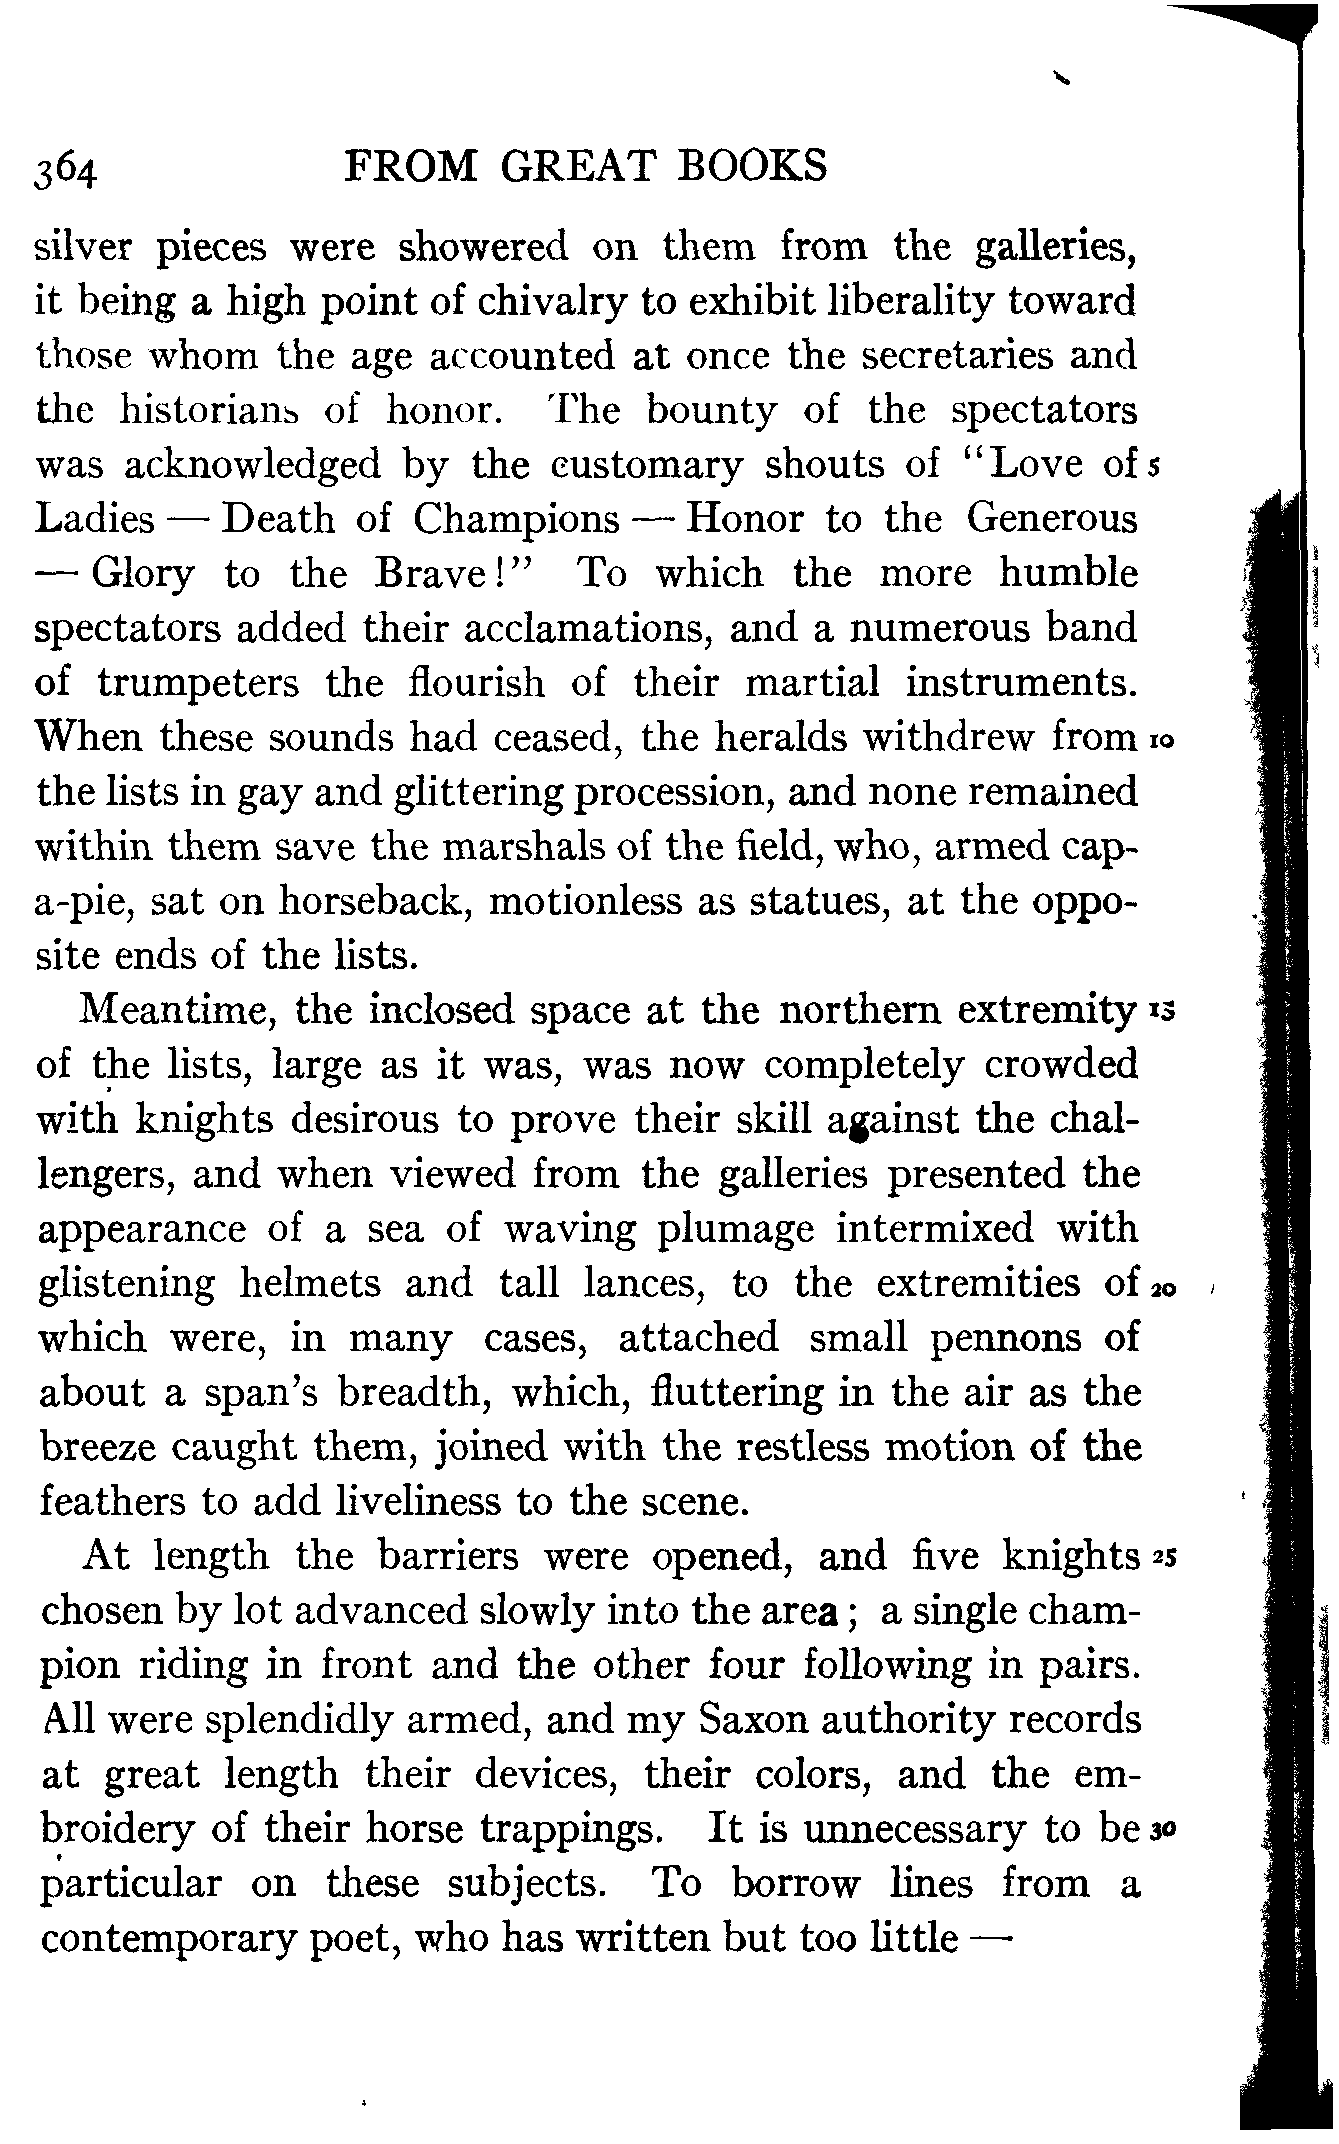 364 FROM GREAT BOOKS
silver pieces were showered on them from the galleries,
it being a high point of chivalry to exhibit liberality toward
those whom the age accounted at once the secretaries and
the historians of honor. The bounty of the spectators
was acknowledged by the customary shouts of “Love of 5
Ladies — Death of Champions — Honor to the Generous
— Glory to the Brave!” To which the more humble
spectators added their acclamations, and a numerous band
of trumpeters the flourish of their martial instruments.
When these sounds had ceased, the heralds withdrew from 10
the lists in gay and glittering procession, and none remained
within them save the marshals of the field, who, armed cap-
a-pie, sat on horseback, motionless as statues, at the oppo-
site ends of the lists.
Meantime, the inclosed space at the northern extremity 15
of the lists, large as it was, was now completely crowded
with knights desirous to prove their skill against the chal-
lengers, and when viewed from the galleries presented the
appearance of a sea of waving plumage intermixed with
glistening helmets and tall lances, to the extremities of 20
which were, in many cases, attached small pennons of
about a span’s breadth, which, fluttering in the air as the
breeze caught them, joined with the restless motion of the
feathers to add liveliness to the scene.
At length the barriers were opened, and five knights 25
chosen by lot advanced slowly into the area; a single cham-
pion riding in front and the other four following in pairs.
All were splendidly armed, and my Saxon authority records
at great length their devices, their colors, and the em-
broidery of their horse trappings. It is unnecessary to be 30
particular on these subjects. To borrow lines from a
contemporary poet, who has written but too little —